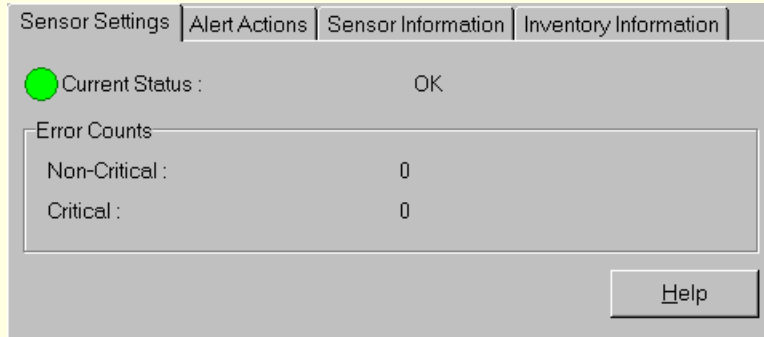 Sensor Settings Alert Actions Sensor Information Inventory Information
Current Status : OK
Error Counts
Non-Critical : 0
Critical : 0
Help